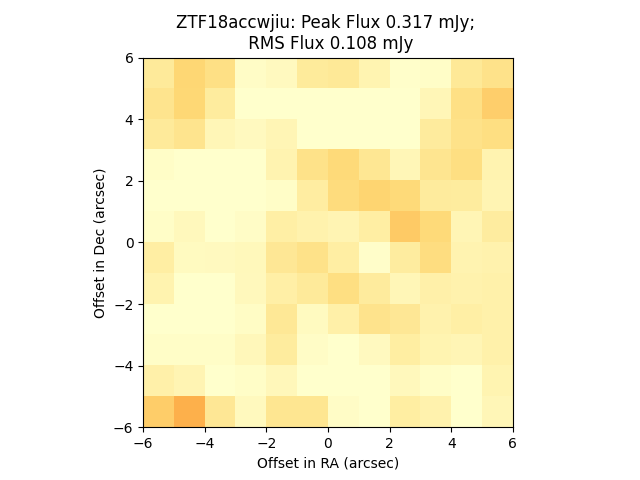 ZTF18accwjiu: Peak Flux 0.317 mJy;
RMS Flux 0.108 mJy
6
4
2
0
−2
−4
−6
Offset in Dec (arcsec)
−6 −4 −2 0 2 4 6
Offset in RA (arcsec)